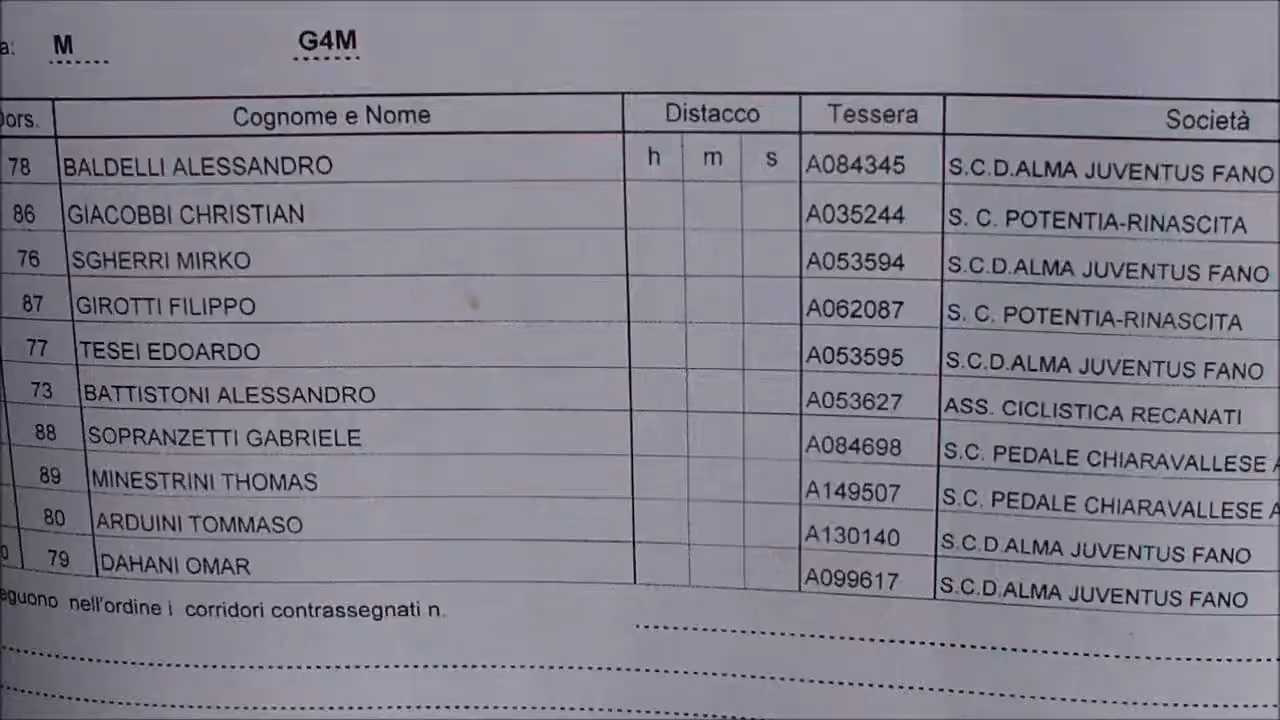 a: M G4M
Dors. Cognome e Nome Distacco Tessera Società
h m s
78 BALDELLI ALESSANDRO A084345 S.C.D.ALMA JUVENTUS FANO
86 GIACOBBI CHRISTIAN A035244 S. C. POTENTIA-RINASCITA
76 SGHERRI MIRKO A053594 S.C.D.ALMA JUVENTUS FANO
87 GIROTTI FILIPPO A062087 S. C. POTENTIA-RINASCITA
77 TESEI EDOARDO A053595 S.C.D.ALMA JUVENTUS FANO
73 BATTISTONI ALESSANDRO A053627 ASS. CICLISTICA RECANATI
88 SOPRANZETTI GABRIELE A084698 S.C. PEDALE CHIARAVALLESE A
89 MINESTRINI THOMAS A149507 S.C. PEDALE CHIARAVALLESE A
80 ARDUINI TOMMASO A130140 S.C.D.ALMA JUVENTUS FANO
0 79 DAHANI OMAR A099617 S.C.D.ALMA JUVENTUS FANO
eguono nell'ordine i corridori contrassegnati n.